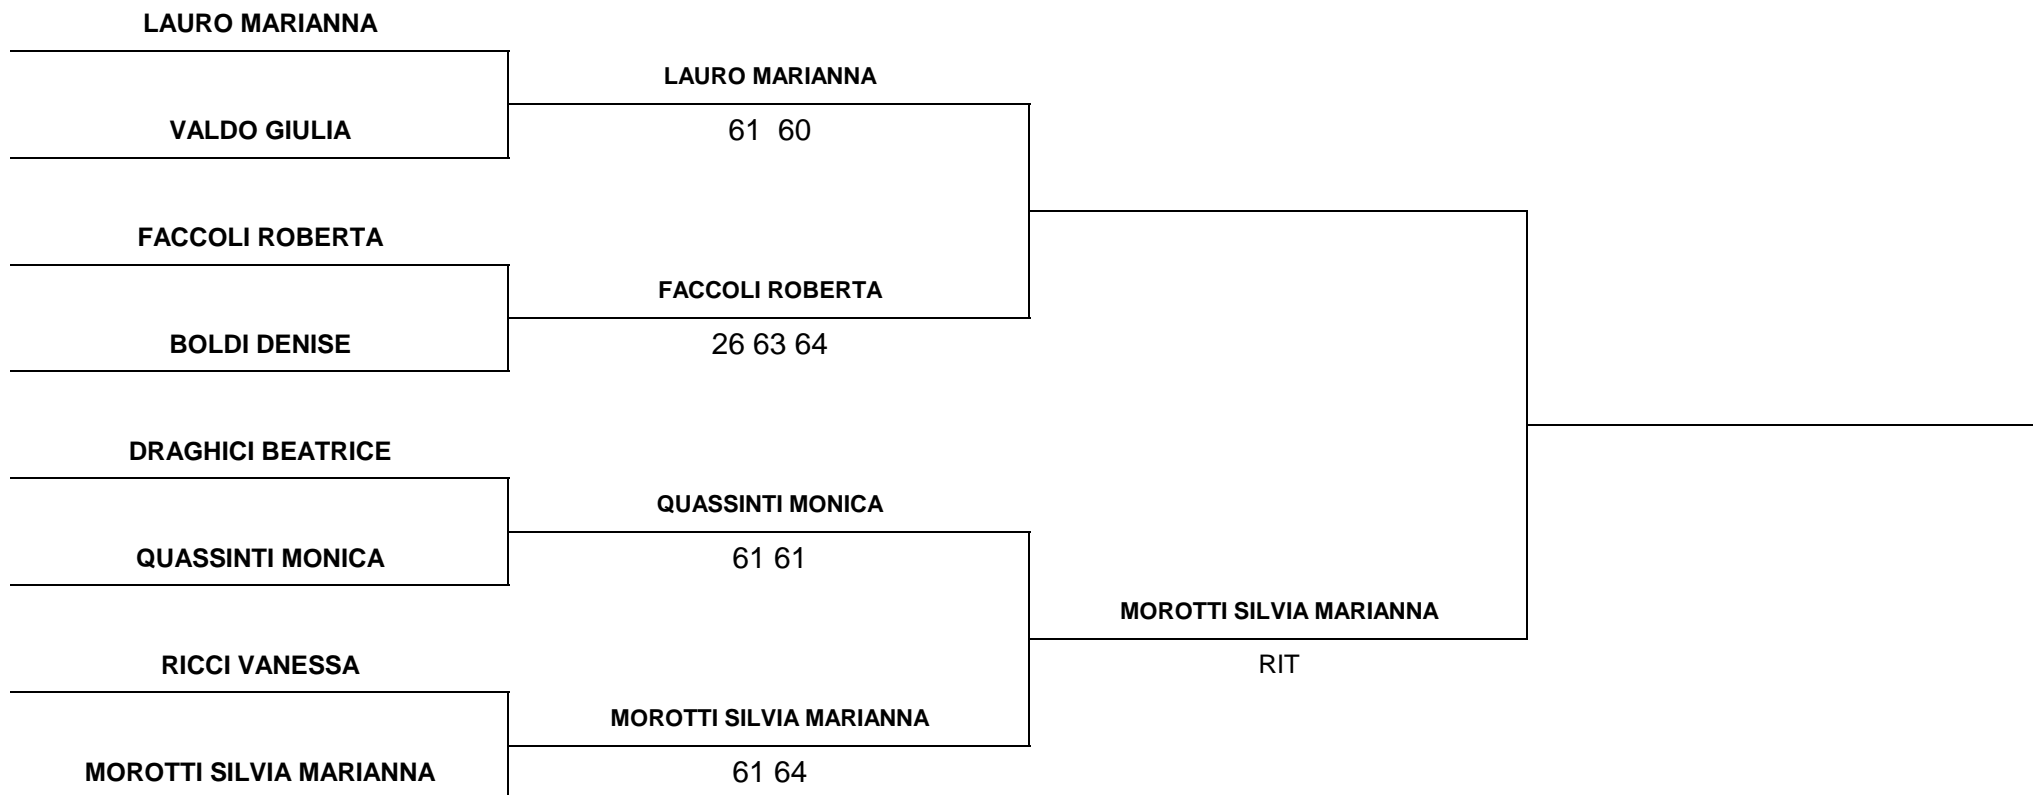 LAURO MARIANNA
LAURO MARIANNA
VALDO GIULIA
61 60
FACCOLI ROBERTA
FACCOLI ROBERTA
BOLDI DENISE
26 63 64
DRAGHICI BEATRICE
QUASSINTI MONICA
QUASSINTI MONICA
61 61
MOROTTI SILVIA MARIANNA
RICCI VANESSA
RIT
MOROTTI SILVIA MARIANNA
MOROTTI SILVIA MARIANNA
61 64